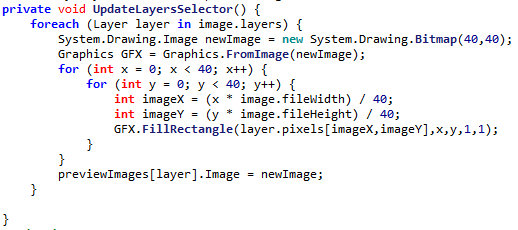 private void UpdateLayersSelector() {
    foreach (Layer layer in image.layers) {
        System.Drawing.Image newImage = new System.Drawing.Bitmap(40,40);
        Graphics GFX = Graphics.FromImage(newImage);
        for (int x = 0; x < 40; x++) {
            for (int y = 0; y < 40; y++) {
                int imageX = (x * image.fileWidth) / 40;
                int imageY = (y * image.fileHeight) / 40;
                GFX.FillRectangle(layer.pixels[imageX,imageY],x,y,1,1);
            }
        }
        previewImages[layer].Image = newImage;
    }
}